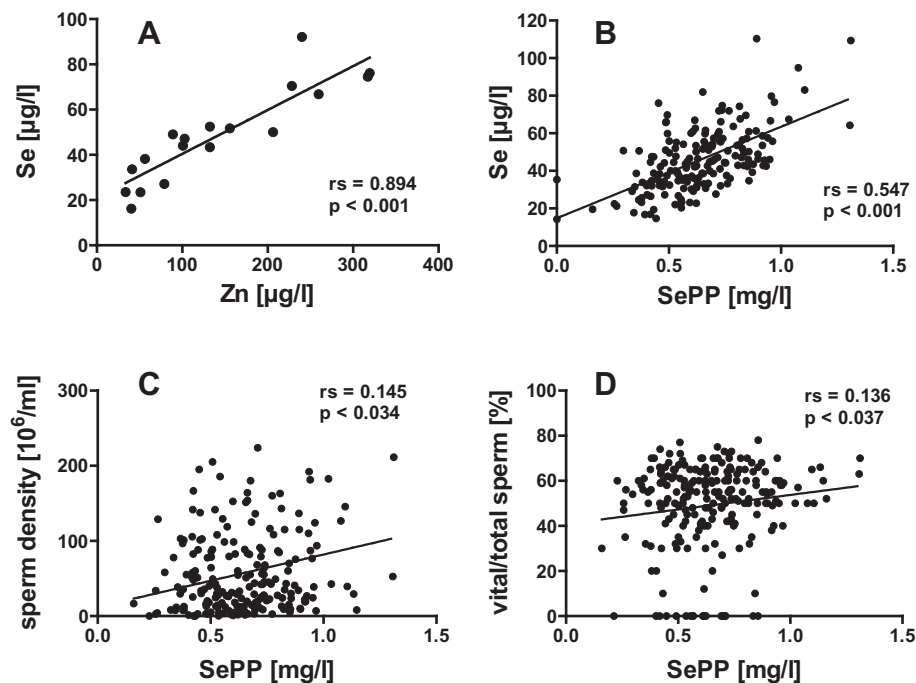 A
Se [µg/l]
100
80
60
40
20
0
rs = 0.894
p < 0.001
0 100 200 300 400
Zn [µg/l]
B
Se [µg/l]
120
100
80
60
40
20
0
rs = 0.547
p < 0.001
0.0 0.5 1.0 1.5
SePP [mg/l]
C
sperm density [10⁶/ml]
300
200
100
0
rs = 0.145
p < 0.034
0.0 0.5 1.0 1.5
SePP [mg/l]
D
vital/total sperm [%]
100
80
60
40
20
0
rs = 0.136
p < 0.037
0.0 0.5 1.0 1.5
SePP [mg/l]